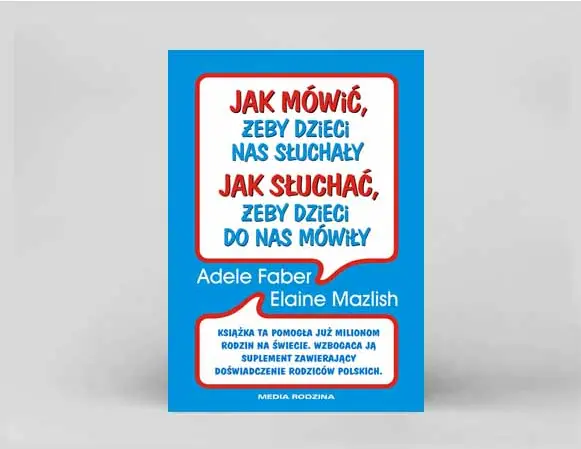 JAK MÓWIĆ,
ŻEBY DZIECI
NAS SŁUCHAŁY
JAK SŁUCHAĆ,
ŻEBY DZIECI
DO NAS MÓWIŁY
Adele Faber
Elaine Mazlish
KSIĄŻKA TA POMOGŁA JUŻ MILIONOM
RODZIN NA ŚWIECIE. WZBOGACA JĄ
SUPLEMENT ZAWIERAJĄCY
DOŚWIADCZENIE RODZICÓW POLSKICH.
MEDIA RODZINA